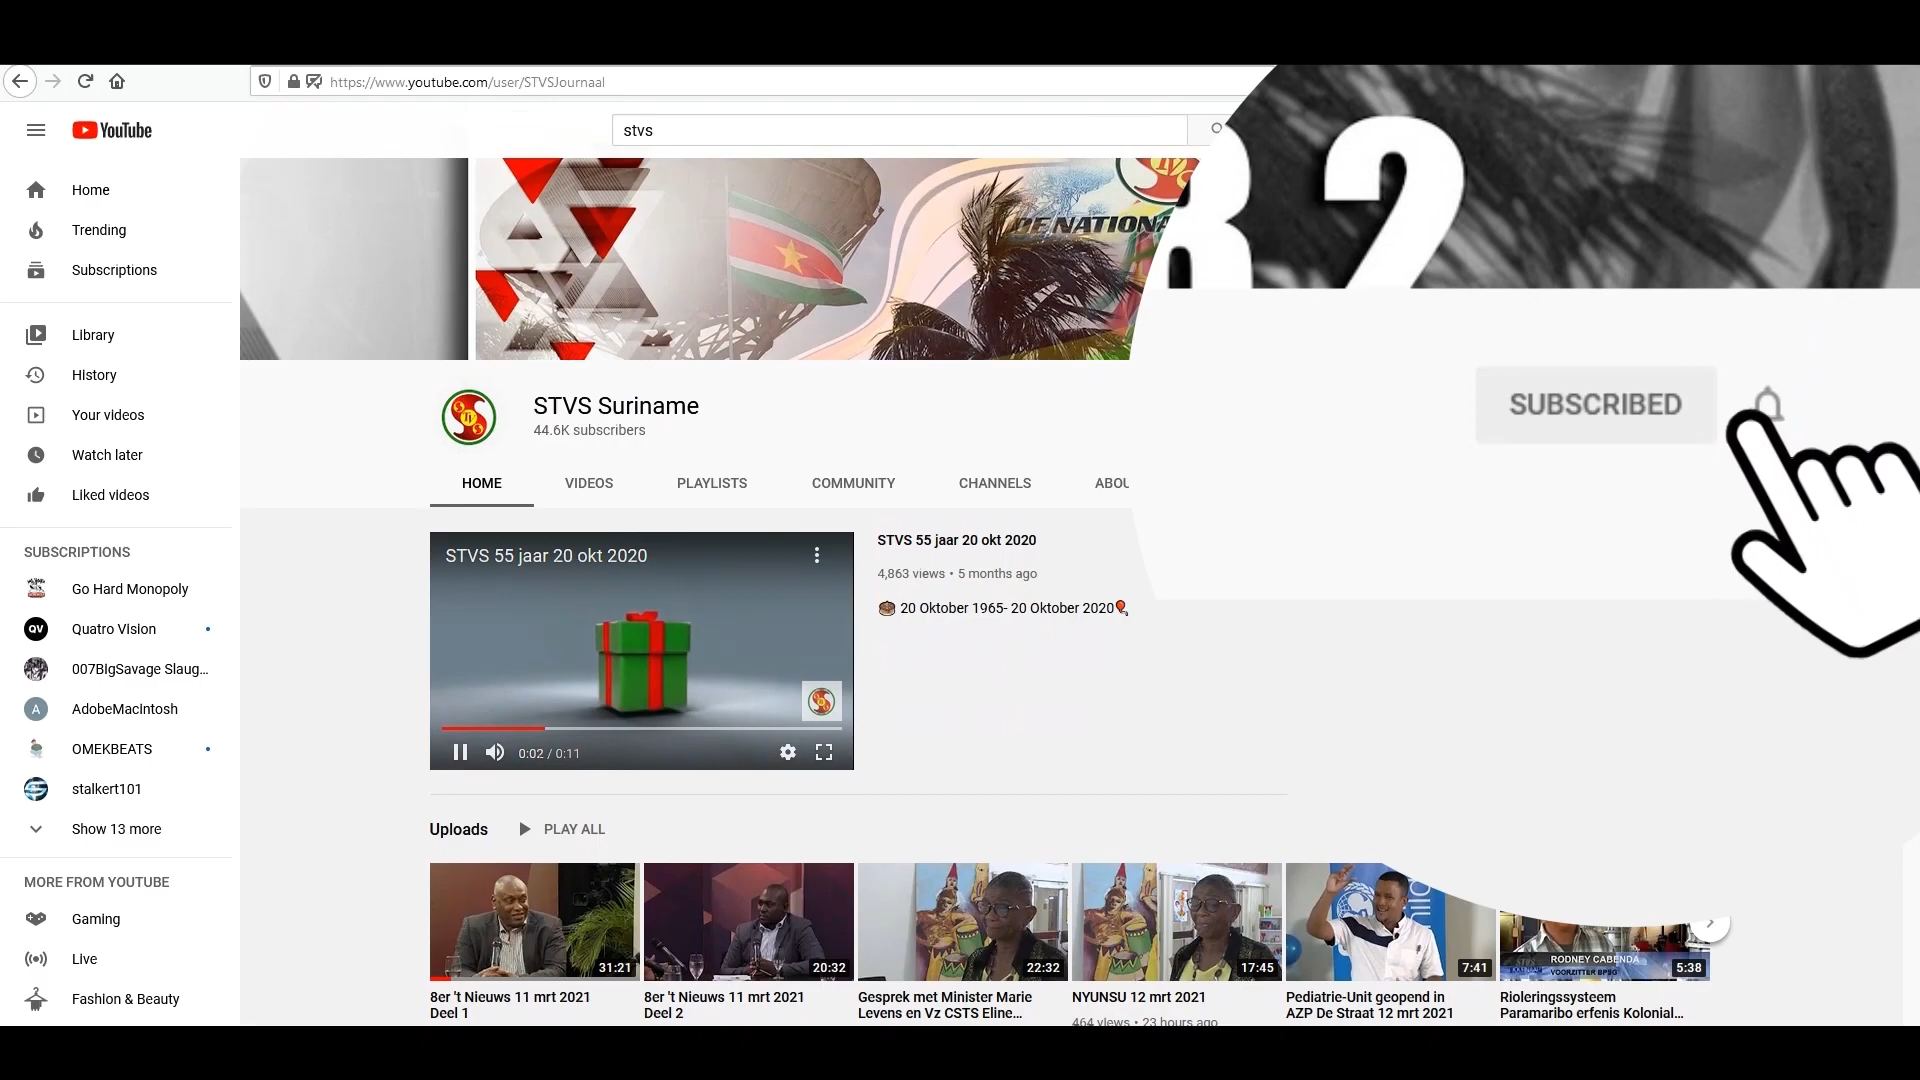 https://www.youtube.com/user/STVSJournaal
YouTube
stvs
Home
Trending
Subscriptions
Library
History
Your videos
Watch later
Liked videos
SUBSCRIPTIONS
Go Hard Monopoly
QV
Quatro Vision
007BIgSavage Slaug...
A
AdobeMacintosh
OMEKBEATS
stalkert101
Show 13 more
MORE FROM YOUTUBE
Gaming
Live
Fashion & Beauty
DE NATIONA
2
STVS Suriname
44.6K subscribers
SUBSCRIBED
HOME
VIDEOS
PLAYLISTS
COMMUNITY
CHANNELS
ABOU
STVS 55 jaar 20 okt 2020
0:02 / 0:11
STVS 55 jaar 20 okt 2020
4,863 views • 5 months ago
20 Oktober 1965- 20 Oktober 2020
Uploads
PLAY ALL
31:21
20:32
22:32
17:45
7:41
RODNEY CABENDA
VOORZITTER BPBG
5:38
8er 't Nieuws 11 mrt 2021
Deel 1
8er 't Nieuws 11 mrt 2021
Deel 2
Gesprek met Minister Marie
Levens en Vz CSTS Eline...
NYUNSU 12 mrt 2021
464 views • 23 hours ago
Pediatrie-Unit geopend in
AZP De Straat 12 mrt 2021
Rioleringssysteem
Paramaribo erfenis Kolonial...